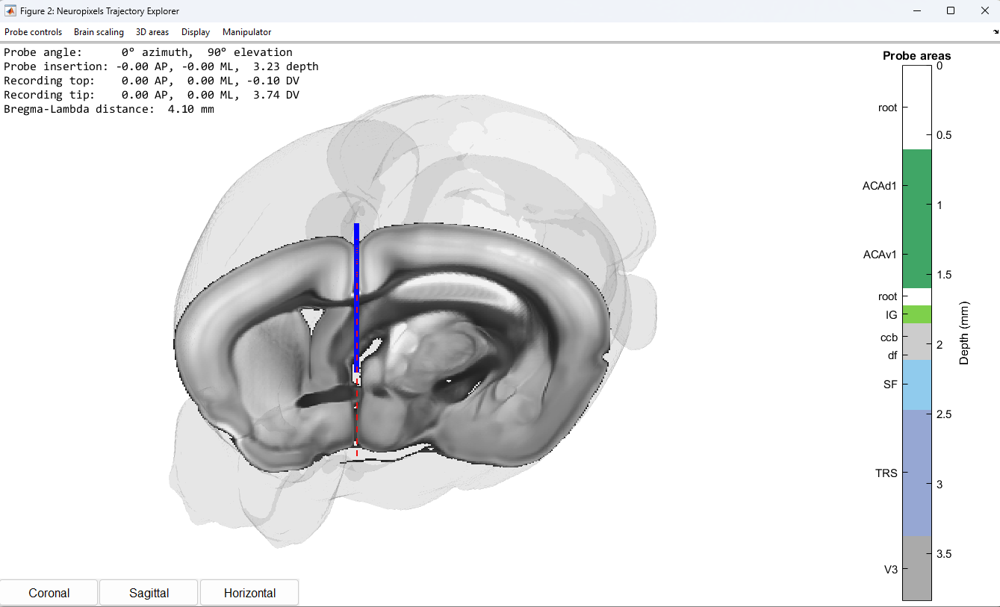 Figure 2: Neuropixels Trajectory Explorer
Probe controls Brain scaling 3D areas Display Manipulator
Probe angle: 0° azimuth, 90° elevation
Probe insertion: -0.00 AP, -0.00 ML, 3.23 depth
Recording top: 0.00 AP, 0.00 ML, -0.10 DV
Recording tip: 0.00 AP, 0.00 ML, 3.74 DV
Bregma-Lambda distance: 4.10 mm
Probe areas
0
root
0.5
ACAd1
1
ACAv1
1.5
root
IG
ccb
2
df
SF
2.5
TRS
3
3.5
V3
Depth (mm)
Coronal Sagittal Horizontal